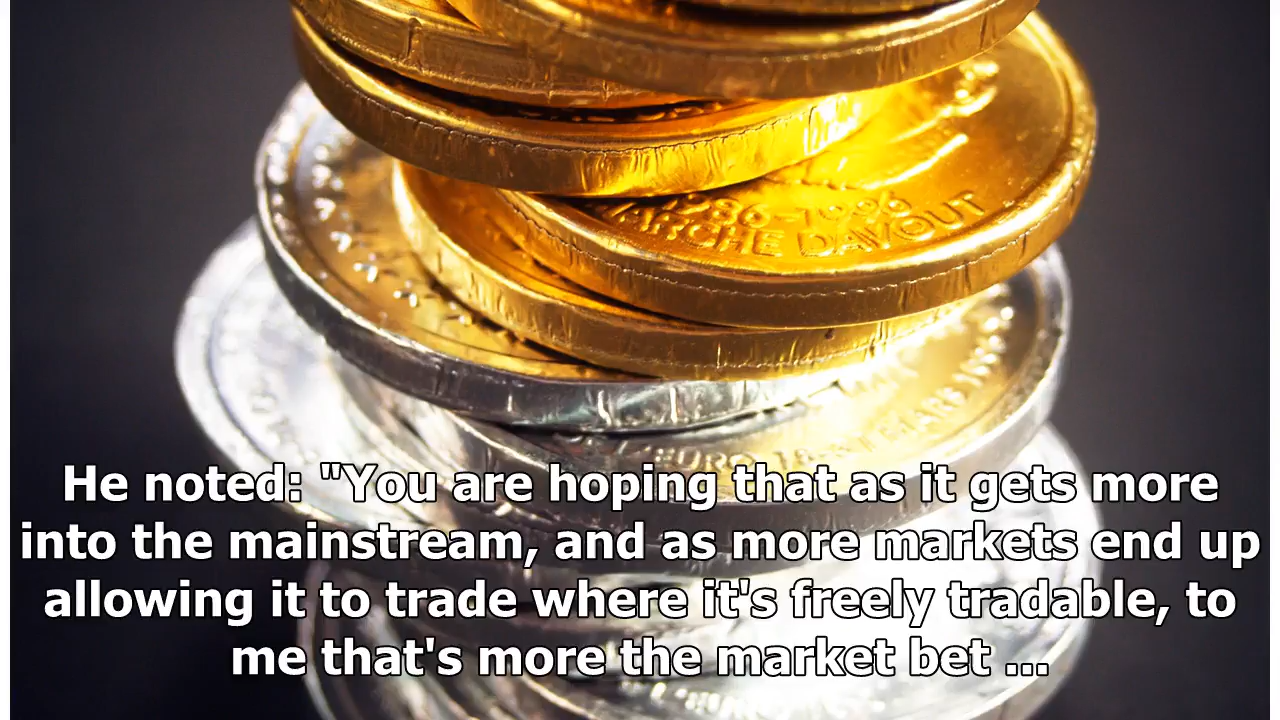 MARCHE DAVOUT
He noted: "You are hoping that as it gets more
into the mainstream, and as more markets end up
allowing it to trade where it's freely tradable, to
me that's more the market bet ...